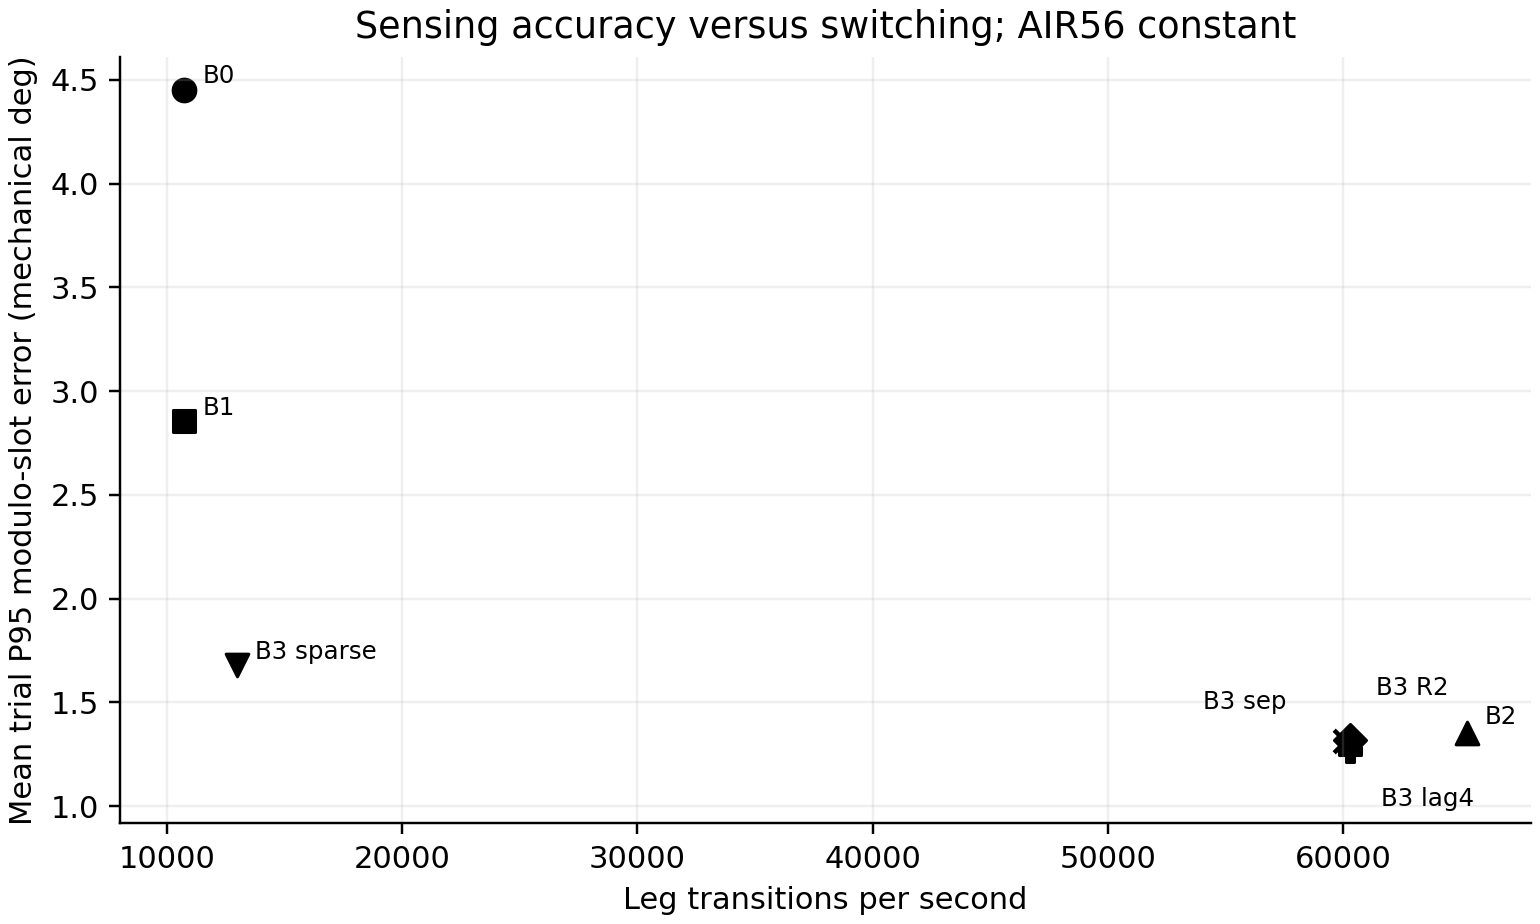 Sensing accuracy versus switching; AIR56 constant
Mean trial P95 modulo-slot error (mechanical deg)
4.5
4.0
3.5
3.0
2.5
2.0
1.5
1.0
B0
B1
B3 sparse
B3 sep
B3 R2
B2
B3 lag4
10000
20000
30000
40000
50000
60000
Leg transitions per second